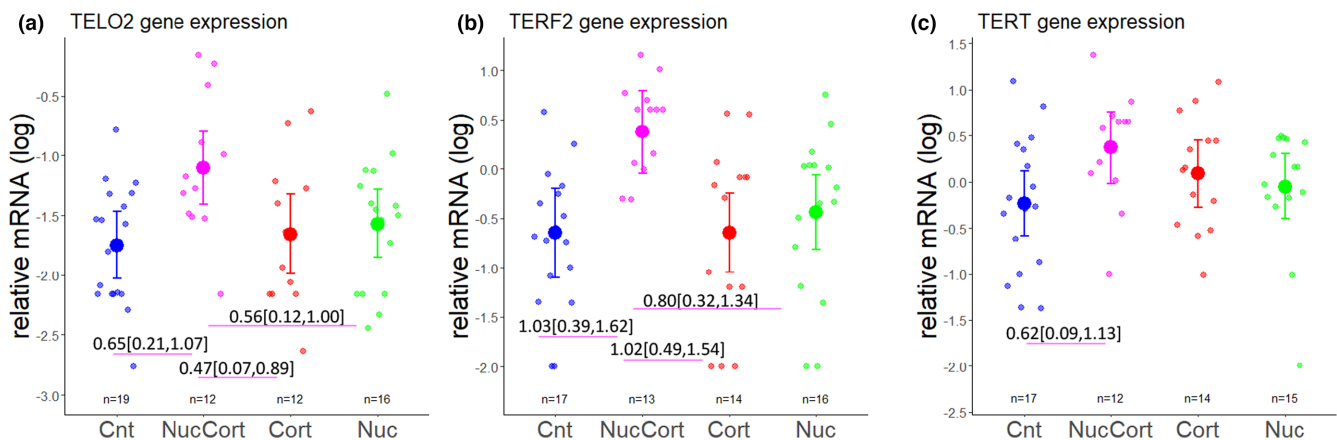 (a) TELO2 gene expression
relative mRNA (log)
-0.5
-1.0
-1.5
-2.0
-2.5
-3.0
0.56[0.12,1.00]
0.65[0.21,1.07]
0.47[0.07,0.89]
n=19 n=12 n=12 n=16
Cnt NucCort Cort Nuc
(b) TERF2 gene expression
relative mRNA (log)
1.0
0.5
0.0
-0.5
-1.0
-1.5
-2.0
0.80[0.32,1.34]
1.03[0.39,1.62]
1.02[0.49,1.54]
n=17 n=13 n=14 n=16
Cnt NucCort Cort Nuc
(c) TERT gene expression
relative mRNA (log)
1.5
1.0
0.5
0.0
-0.5
-1.0
-1.5
-2.0
-2.5
0.62[0.09,1.13]
n=17 n=12 n=14 n=15
Cnt NucCort Cort Nuc